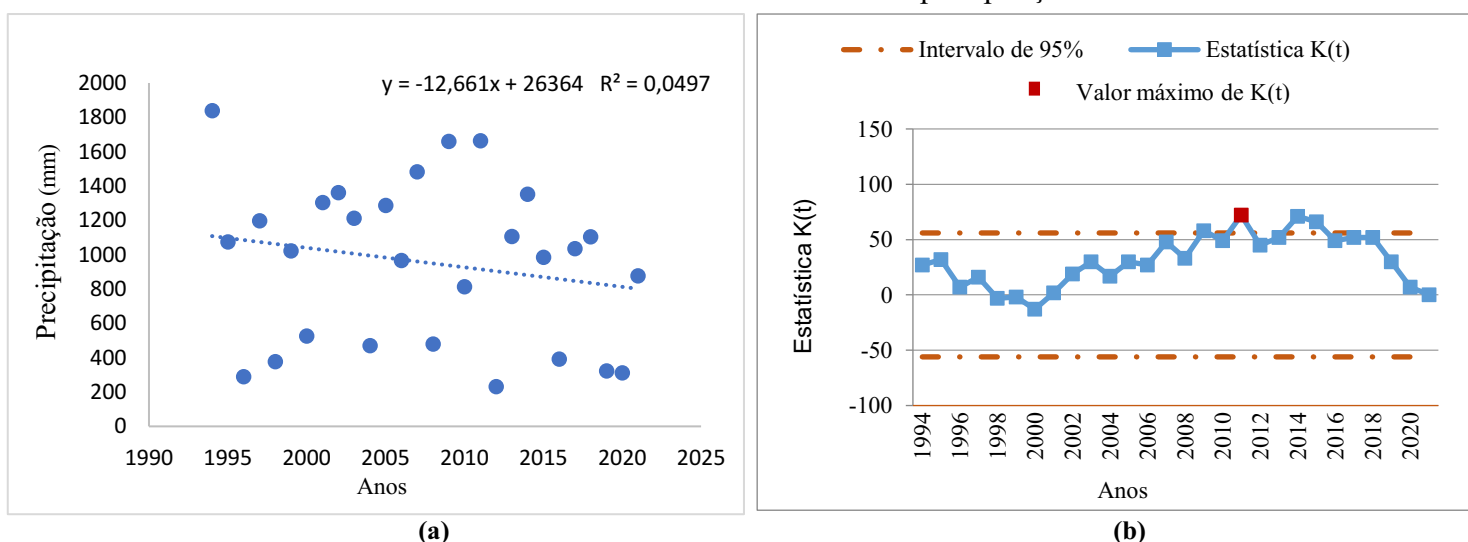 y = -12,661x + 26364 R² = 0,0497
2000
1800
1600
1400
1200
1000
800
600
400
200
0
Precipitação (mm)
1990 1995 2000 2005 2010 2015 2020 2025
Anos
(a)
Intervalo de 95% Estatística K(t)
Valor máximo de K(t)
150
100
50
0
-50
-100
Estatística K(t)
1994 1996 1998 2000 2002 2004 2006 2008 2010 2012 2014 2016 2018 2020
Anos
(b)